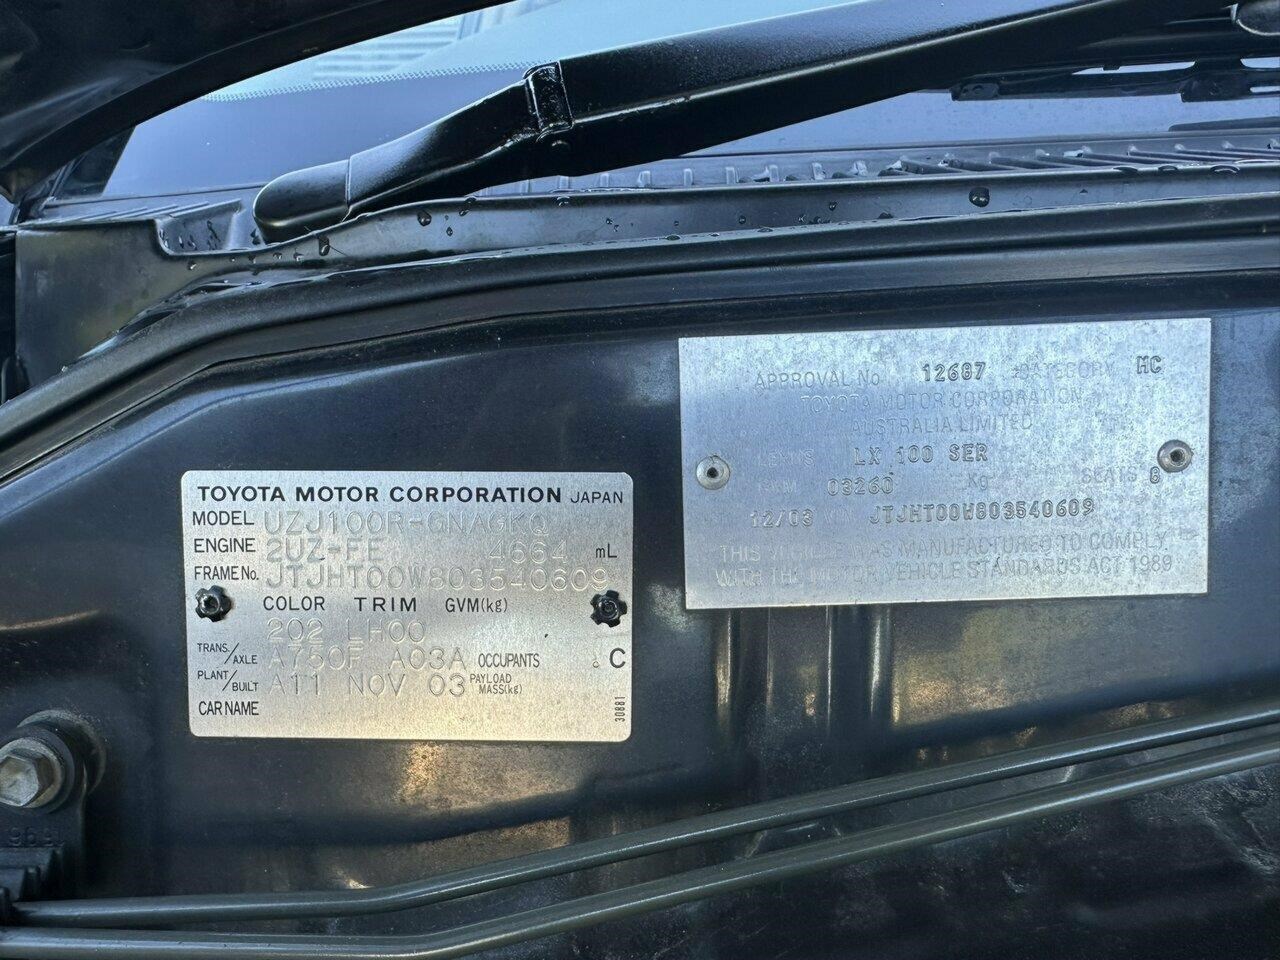 TOYOTA MOTOR CORPORATION JAPAN
MODEL UZJ100R-GNAGKQ
ENGINE 2UZ-FE 4664 mL
FRAME No. JTJHT00W803540609
COLOR TRIM GVM(kg)
202 LH00
TRANS./AXLE A750F A03A OCCUPANTS C
PLANT/BUILT A11 NOV 03 PAYLOAD MASS(kg)
CAR NAME
30881
APPROVAL No 12687 CATEGORY MC
TOYOTA MOTOR CORPORATION
AUSTRALIA LIMITED
LEXUS LX 100 SER
03260 Kg SEATS 8
12/03 VIN JTJHT00W803540609
THIS VEHICLE WAS MANUFACTURED TO COMPLY
WITH THE MOTOR VEHICLE STANDARDS ACT 1989